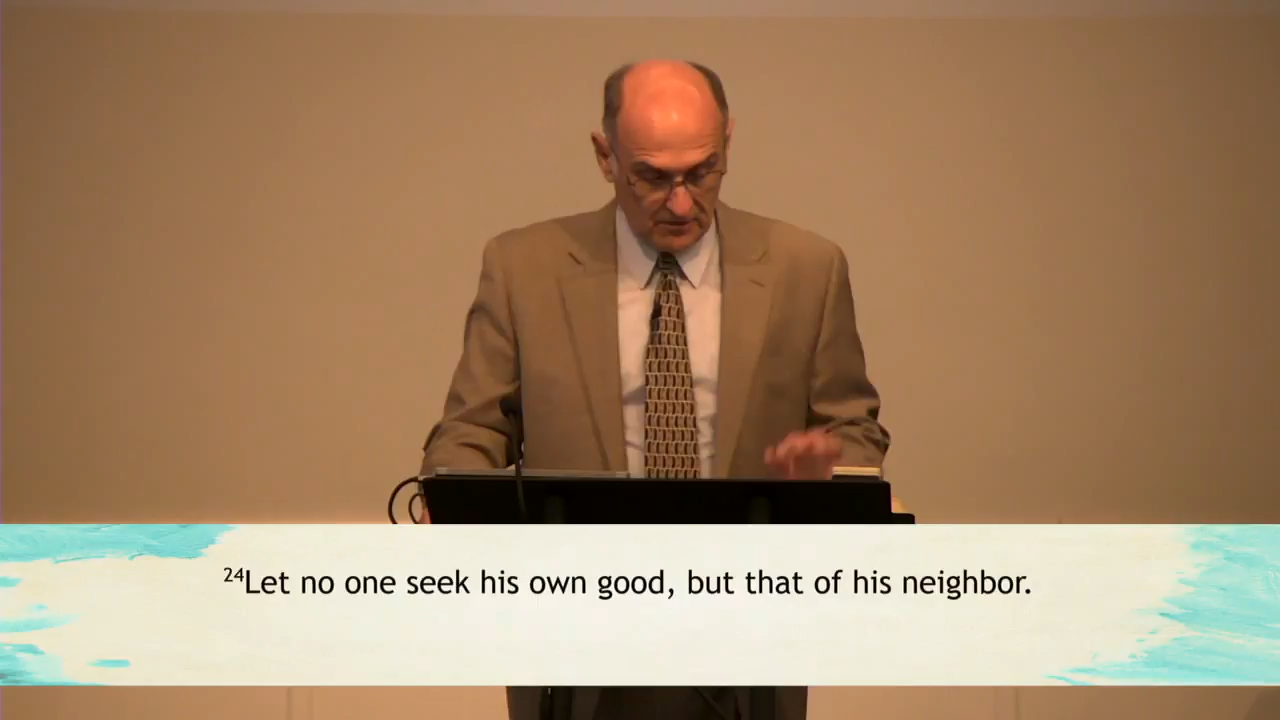 ²⁴Let no one seek his own good, but that of his neighbor.